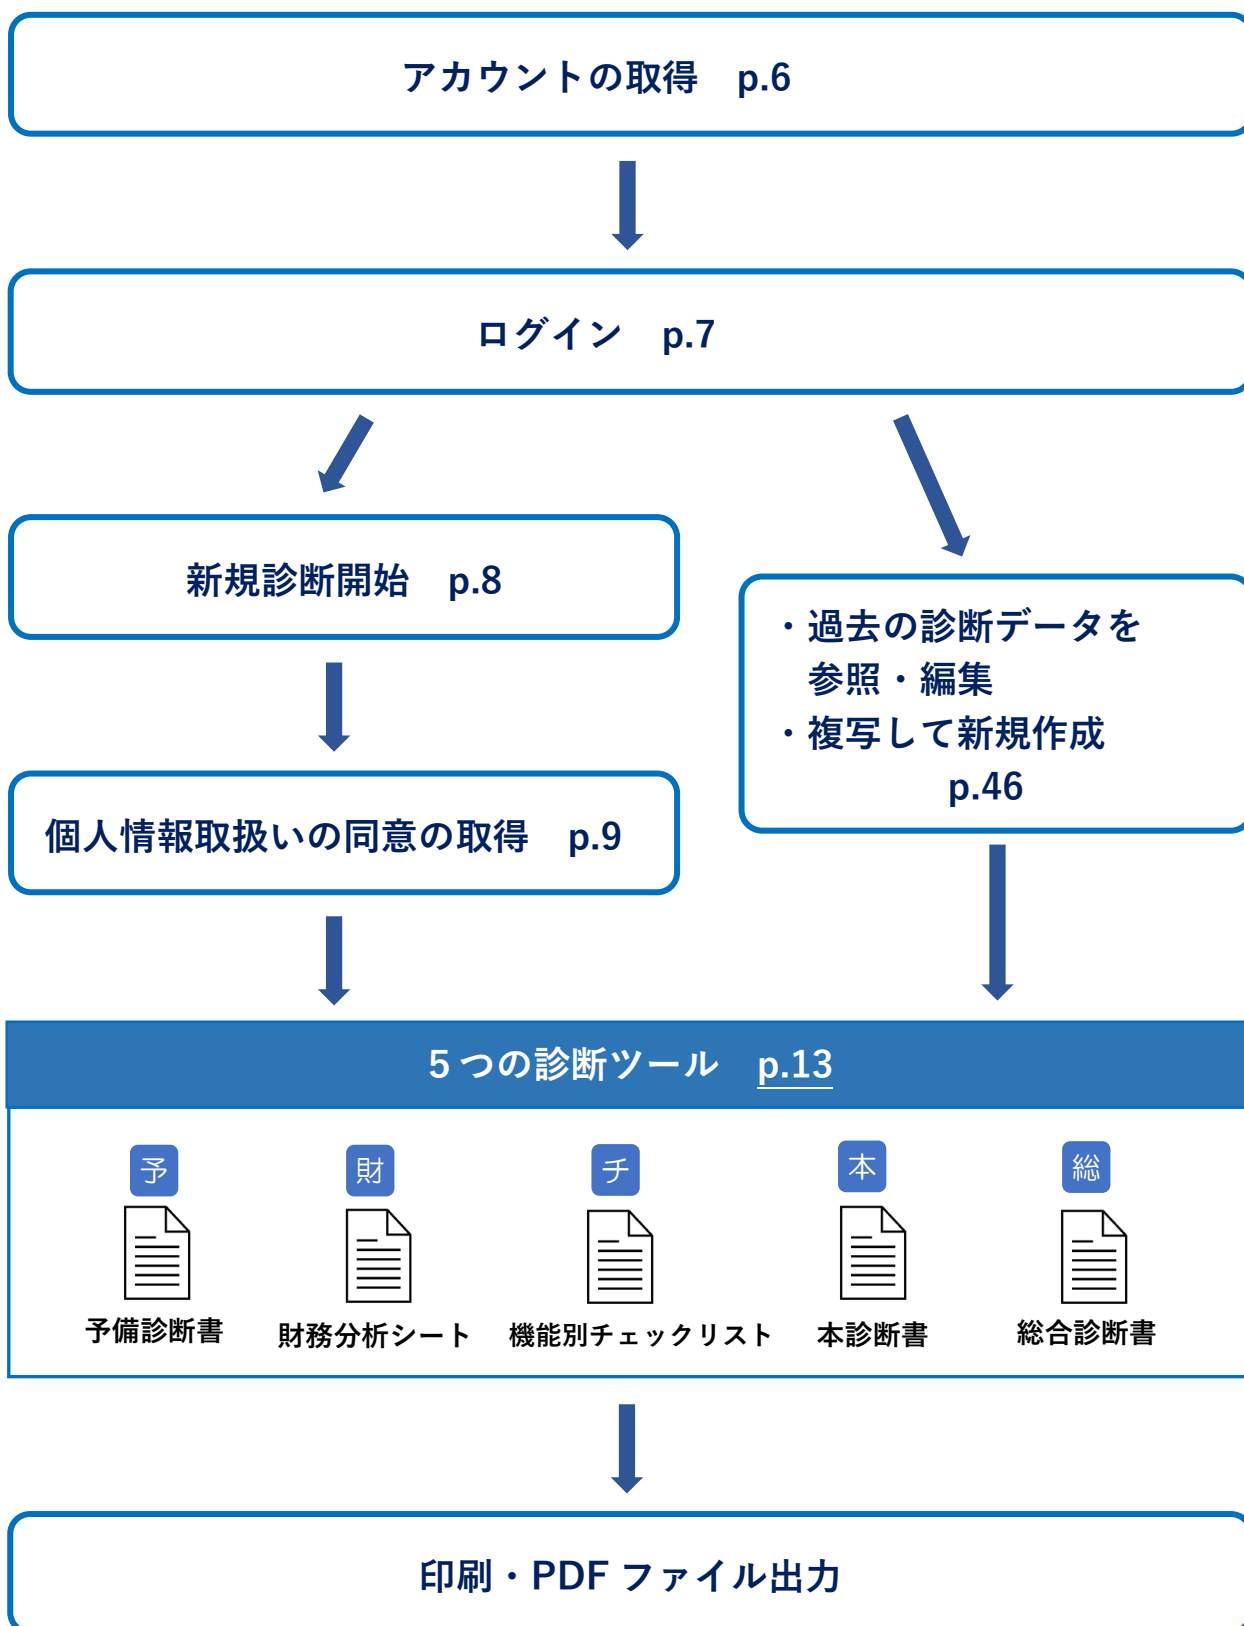 アカウントの取得　p.6
ログイン　p.7
新規診断開始　p.8
個人情報取扱いの同意の取得　p.9
・過去の診断データを
参照・編集
・複写して新規作成
p.46
5つの診断ツール　p.13
予
財
チ
本
総
予備診断書
財務分析シート
機能別チェックリスト
本診断書
総合診断書
印刷・PDF ファイル出力